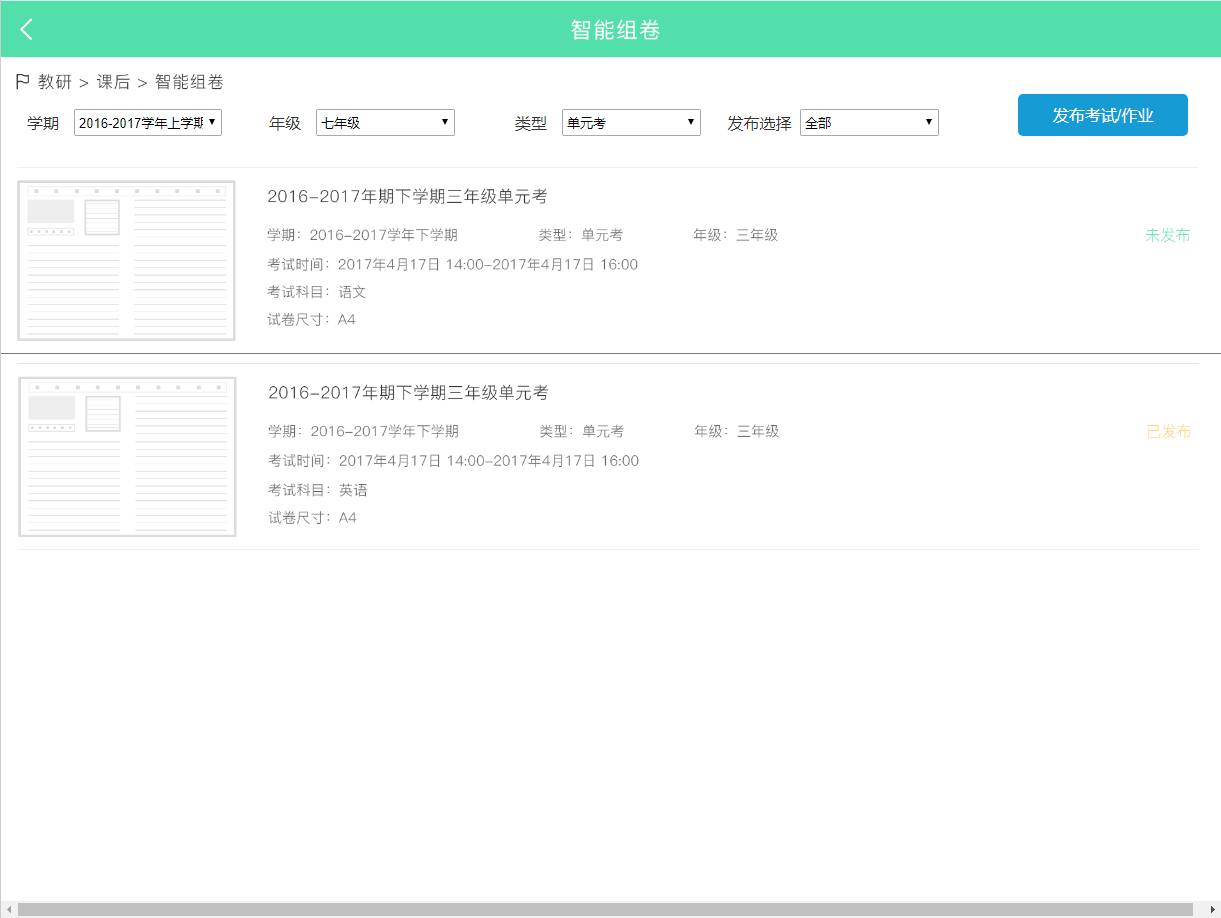 智能组卷
教研 > 课后 > 智能组卷
学期 2016-2017学年上学期 年级 七年级 类型 单元考 发布选择 全部 发布考试/作业
2016-2017年期下学期三年级单元考
学期：2016-2017学年下学期 类型：单元考 年级：三年级 未发布
考试时间：2017年4月17日 14:00-2017年4月17日 16:00
考试科目：语文
试卷尺寸：A4
2016-2017年期下学期三年级单元考
学期：2016-2017学年下学期 类型：单元考 年级：三年级 已发布
考试时间：2017年4月17日 14:00-2017年4月17日 16:00
考试科目：英语
试卷尺寸：A4